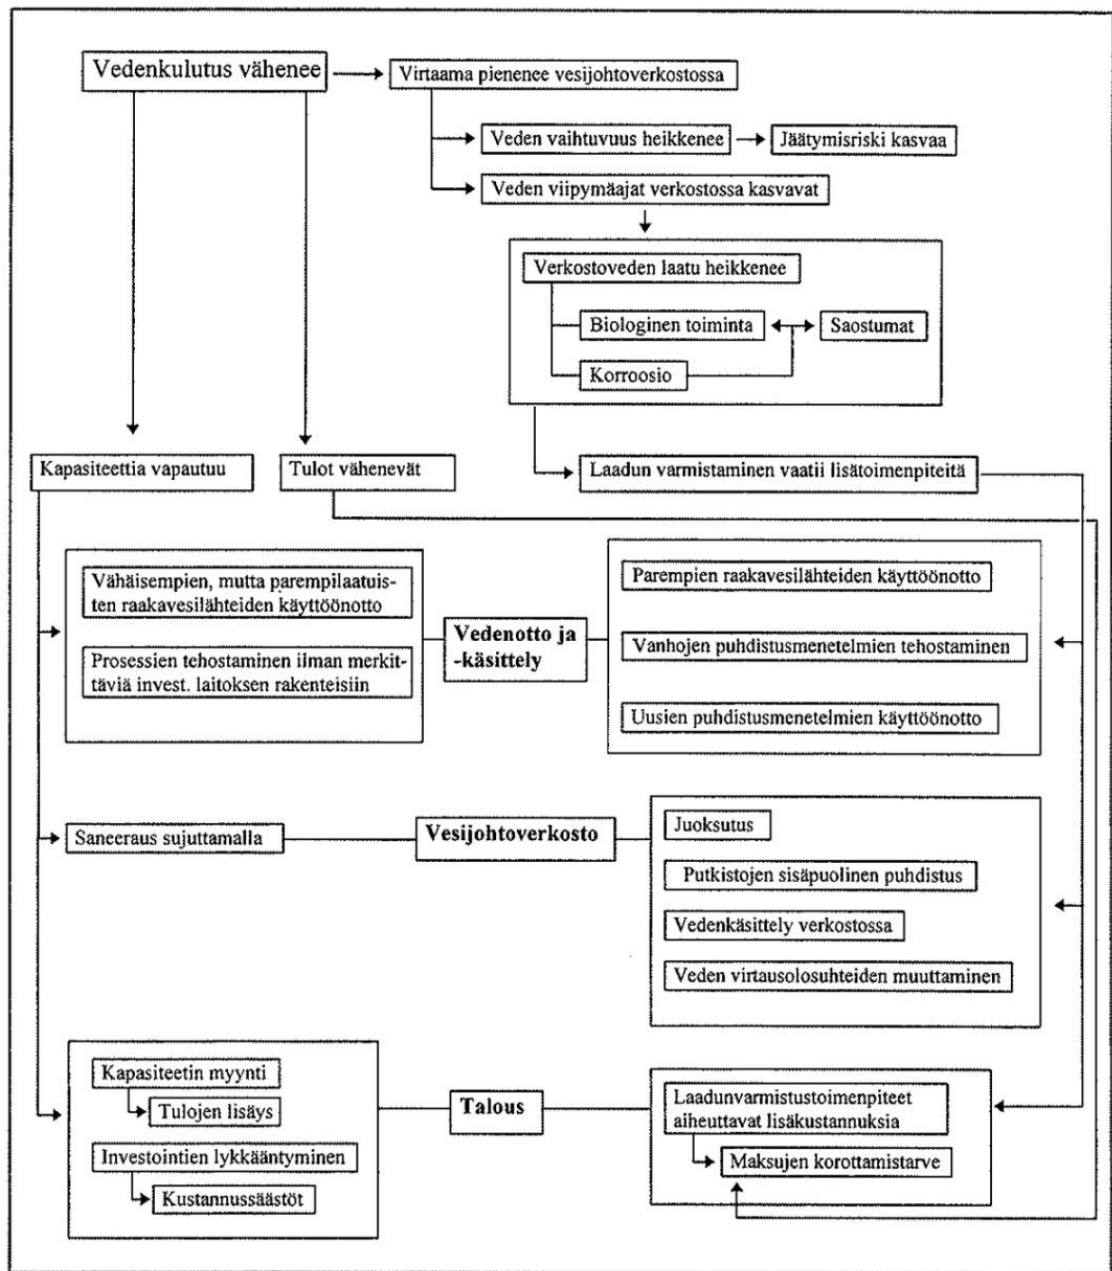 Vedenkulutus vähenee
Virtaama pienenee vesijohtoverkostossa
Veden vaihtuvuus heikkenee
Jäätymisriski kasvaa
Veden viipymäajat verkostossa kasvavat
Verkostoveden laatu heikkenee
Biologinen toiminta
Saostumat
Korroosio
Kapasiteettia vapautuu
Tulot vähenevät
Laadun varmistaminen vaatii lisätoimenpiteitä
Vähäisempien, mutta parempilaatuis-
ten raakavesilähteiden käyttöönotto
Prosessien tehostaminen ilman merkit-
täviä invest. laitoksen rakenteisiin
Vedenotto ja
-käsittely
Parempien raakavesilähteiden käyttöönotto
Vanhojen puhdistusmenetelmien tehostaminen
Uusien puhdistusmenetelmien käyttöönotto
Saneeraus sujuttamalla
Vesijohtoverkosto
Juoksutus
Putkistojen sisäpuolinen puhdistus
Vedenkäsittely verkostossa
Veden virtausolosuhteiden muuttaminen
Kapasiteetin myynti
Tulojen lisäys
Investointien lykkääntyminen
Kustannussäästöt
Talous
Laadunvarmistustoimenpiteet
aiheuttavat lisäkustannuksia
Maksujen korottamistarve